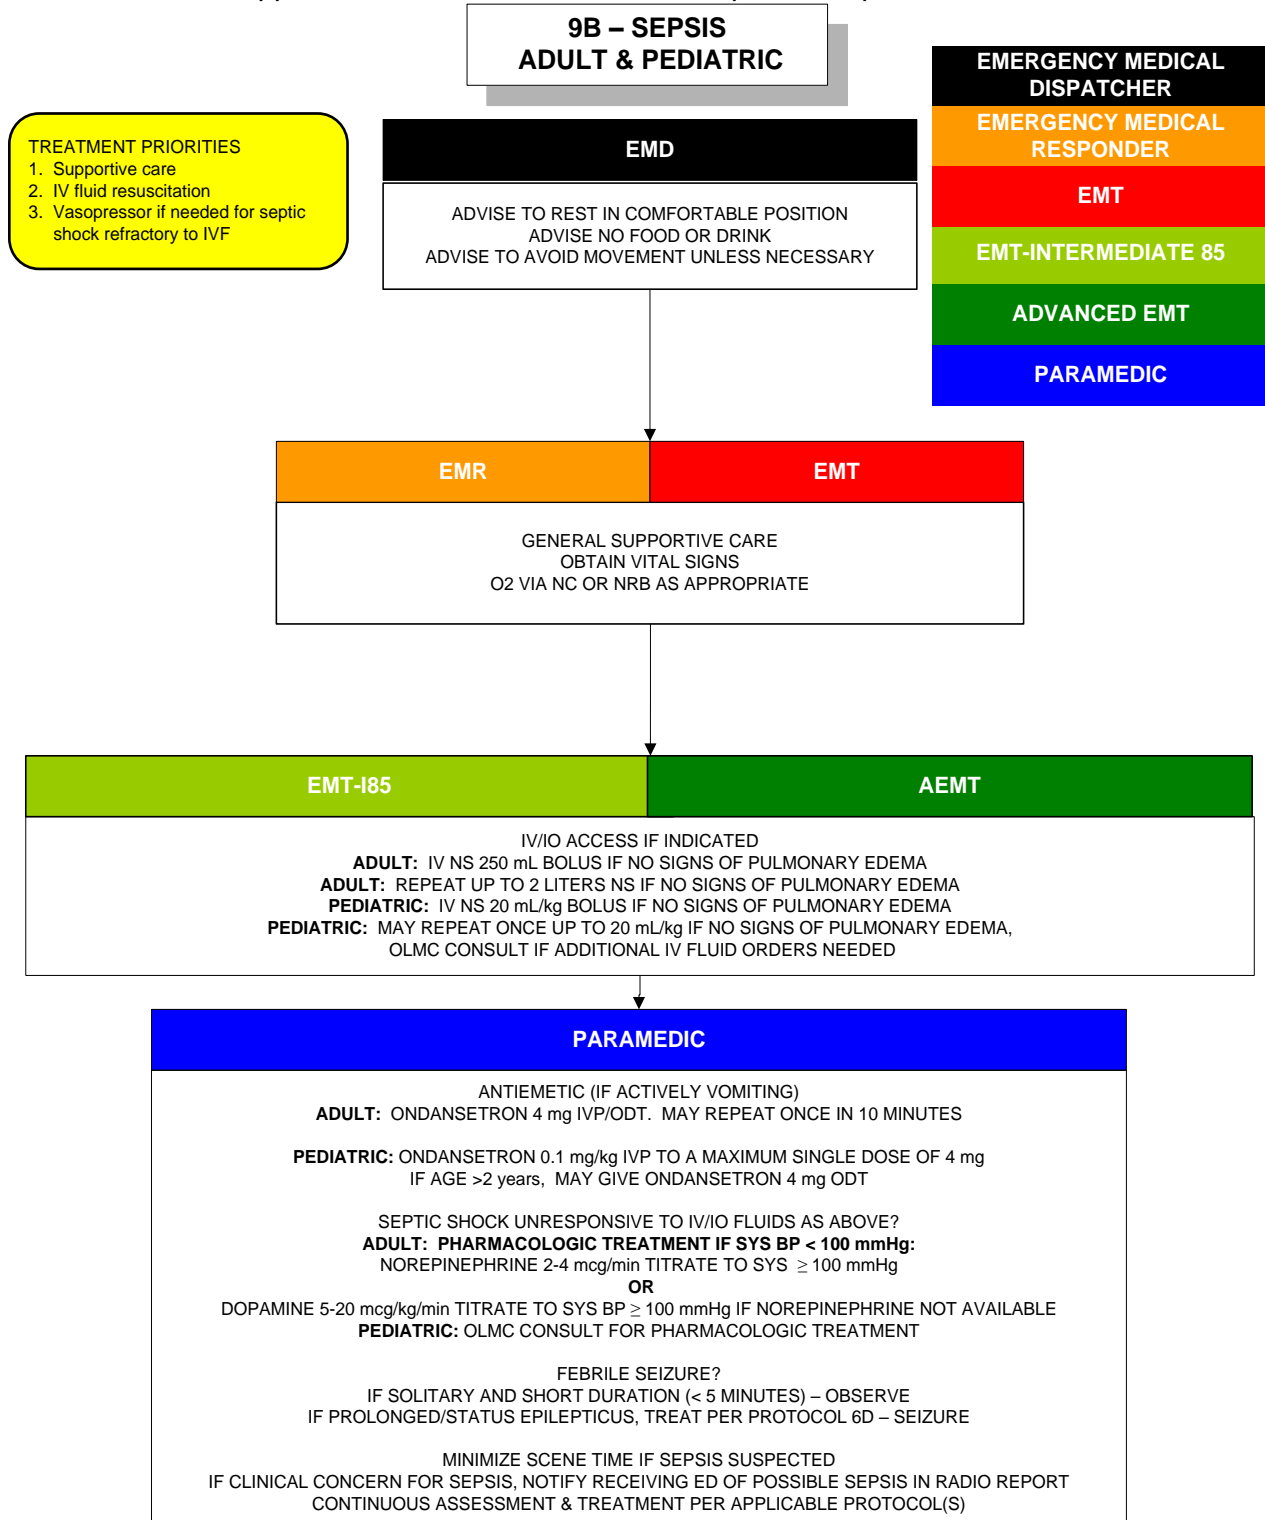 9B – SEPSIS
ADULT & PEDIATRIC
EMERGENCY MEDICAL
DISPATCHER
EMERGENCY MEDICAL
RESPONDER
EMT
EMT-INTERMEDIATE 85
ADVANCED EMT
PARAMEDIC
TREATMENT PRIORITIES
1. Supportive care
2. IV fluid resuscitation
3. Vasopressor if needed for septic
shock refractory to IVF
EMD
ADVISE TO REST IN COMFORTABLE POSITION
ADVISE NO FOOD OR DRINK
ADVISE TO AVOID MOVEMENT UNLESS NECESSARY
EMR
EMT
GENERAL SUPPORTIVE CARE
OBTAIN VITAL SIGNS
O2 VIA NC OR NRB AS APPROPRIATE
EMT-I85
AEMT
IV/IO ACCESS IF INDICATED
ADULT: IV NS 250 mL BOLUS IF NO SIGNS OF PULMONARY EDEMA
ADULT: REPEAT UP TO 2 LITERS NS IF NO SIGNS OF PULMONARY EDEMA
PEDIATRIC: IV NS 20 mL/kg BOLUS IF NO SIGNS OF PULMONARY EDEMA
PEDIATRIC: MAY REPEAT ONCE UP TO 20 mL/kg IF NO SIGNS OF PULMONARY EDEMA,
OLMC CONSULT IF ADDITIONAL IV FLUID ORDERS NEEDED
PARAMEDIC
ANTIEMETIC (IF ACTIVELY VOMITING)
ADULT: ONDANSETRON 4 mg IVP/ODT. MAY REPEAT ONCE IN 10 MINUTES
PEDIATRIC: ONDANSETRON 0.1 mg/kg IVP TO A MAXIMUM SINGLE DOSE OF 4 mg
IF AGE >2 years, MAY GIVE ONDANSETRON 4 mg ODT
SEPTIC SHOCK UNRESPONSIVE TO IV/IO FLUIDS AS ABOVE?
ADULT: PHARMACOLOGIC TREATMENT IF SYS BP < 100 mmHg:
NOREPINEPHRINE 2-4 mcg/min TITRATE TO SYS ≥ 100 mmHg
OR
DOPAMINE 5-20 mcg/kg/min TITRATE TO SYS BP ≥ 100 mmHg IF NOREPINEPHRINE NOT AVAILABLE
PEDIATRIC: OLMC CONSULT FOR PHARMACOLOGIC TREATMENT
FEBRILE SEIZURE?
IF SOLITARY AND SHORT DURATION (< 5 MINUTES) – OBSERVE
IF PROLONGED/STATUS EPILEPTICUS, TREAT PER PROTOCOL 6D – SEIZURE
MINIMIZE SCENE TIME IF SEPSIS SUSPECTED
IF CLINICAL CONCERN FOR SEPSIS, NOTIFY RECEIVING ED OF POSSIBLE SEPSIS IN RADIO REPORT
CONTINUOUS ASSESSMENT & TREATMENT PER APPLICABLE PROTOCOL(S)